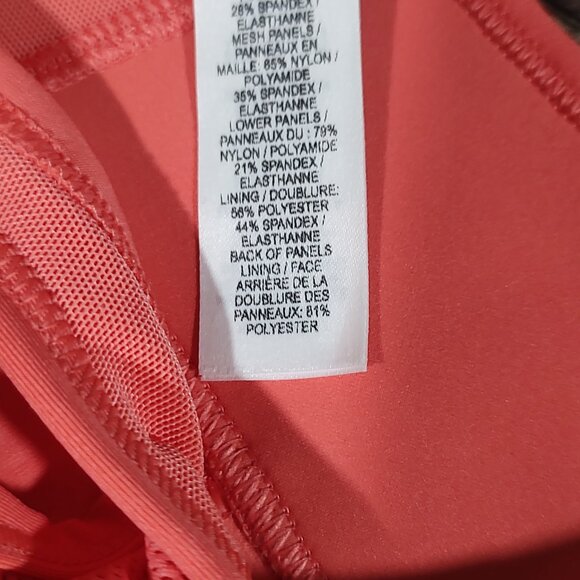 28% SPANDEX /
ELASTHANNE
MESH PANELS /
PANNEAUX EN
MAILLE: 65% NYLON /
POLYAMIDE
35% SPANDEX /
ELASTHANNE
LOWER PANELS /
PANNEAUX DU : 79%
NYLON / POLYAMIDE
21% SPANDEX /
ELASTHANNE
LINING / DOUBLURE:
56% POLYESTER
44% SPANDEX /
ELASTHANNE
BACK OF PANELS
LINING / FACE
ARRIÈRE DE LA
DOUBLURE DES
PANNEAUX: 81%
POLYESTER